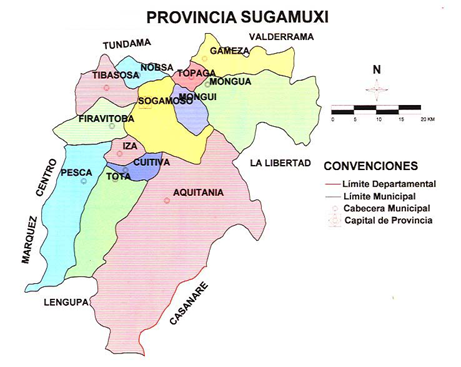 PROVINCIA SUGAMUXI
TUNDAMA
VALDERRAMA
GAMEZA
NOBSA
TIBASOSA
TOPAGA
MONGUA
MONGUI
SOGAMOSO
N
FIRAVITOBA
0 5 10 20 KM
IZA
CUITIVA
LA LIBERTAD
CENTRO
PESCA
TOTA
AQUITANIA
MARQUEZ
LENGUPA
CASANARE
CONVENCIONES
Límite Departamental
Límite Municipal
Cabecera Municipal
Capital de Provincia